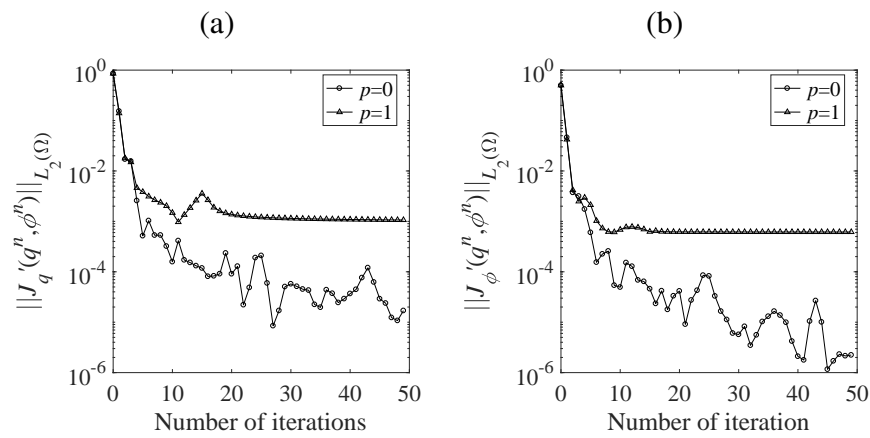 (a)
10^0
10^-2
10^-4
10^-6
||J_q'(q^n,ϕ^n)||_{L_2(Ω)}
p=0
p=1
0 10 20 30 40 50
Number of iterations
(b)
10^0
10^-2
10^-4
10^-6
||J_ϕ'(q^n,ϕ^n)||_{L_2(Ω)}
p=0
p=1
0 10 20 30 40 50
Number of iteration